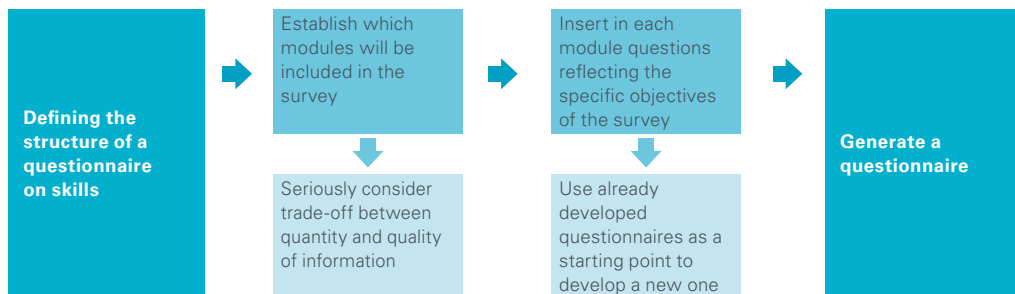 Defining the
structure of a
questionnaire
on skills
Establish which
modules will be
included in the
survey
Seriously consider
trade-off between
quantity and quality
of information
Insert in each
module questions
reflecting the
specific objectives
of the survey
Use already
developed
questionnaires as a
starting point to
develop a new one
Generate a
questionnaire